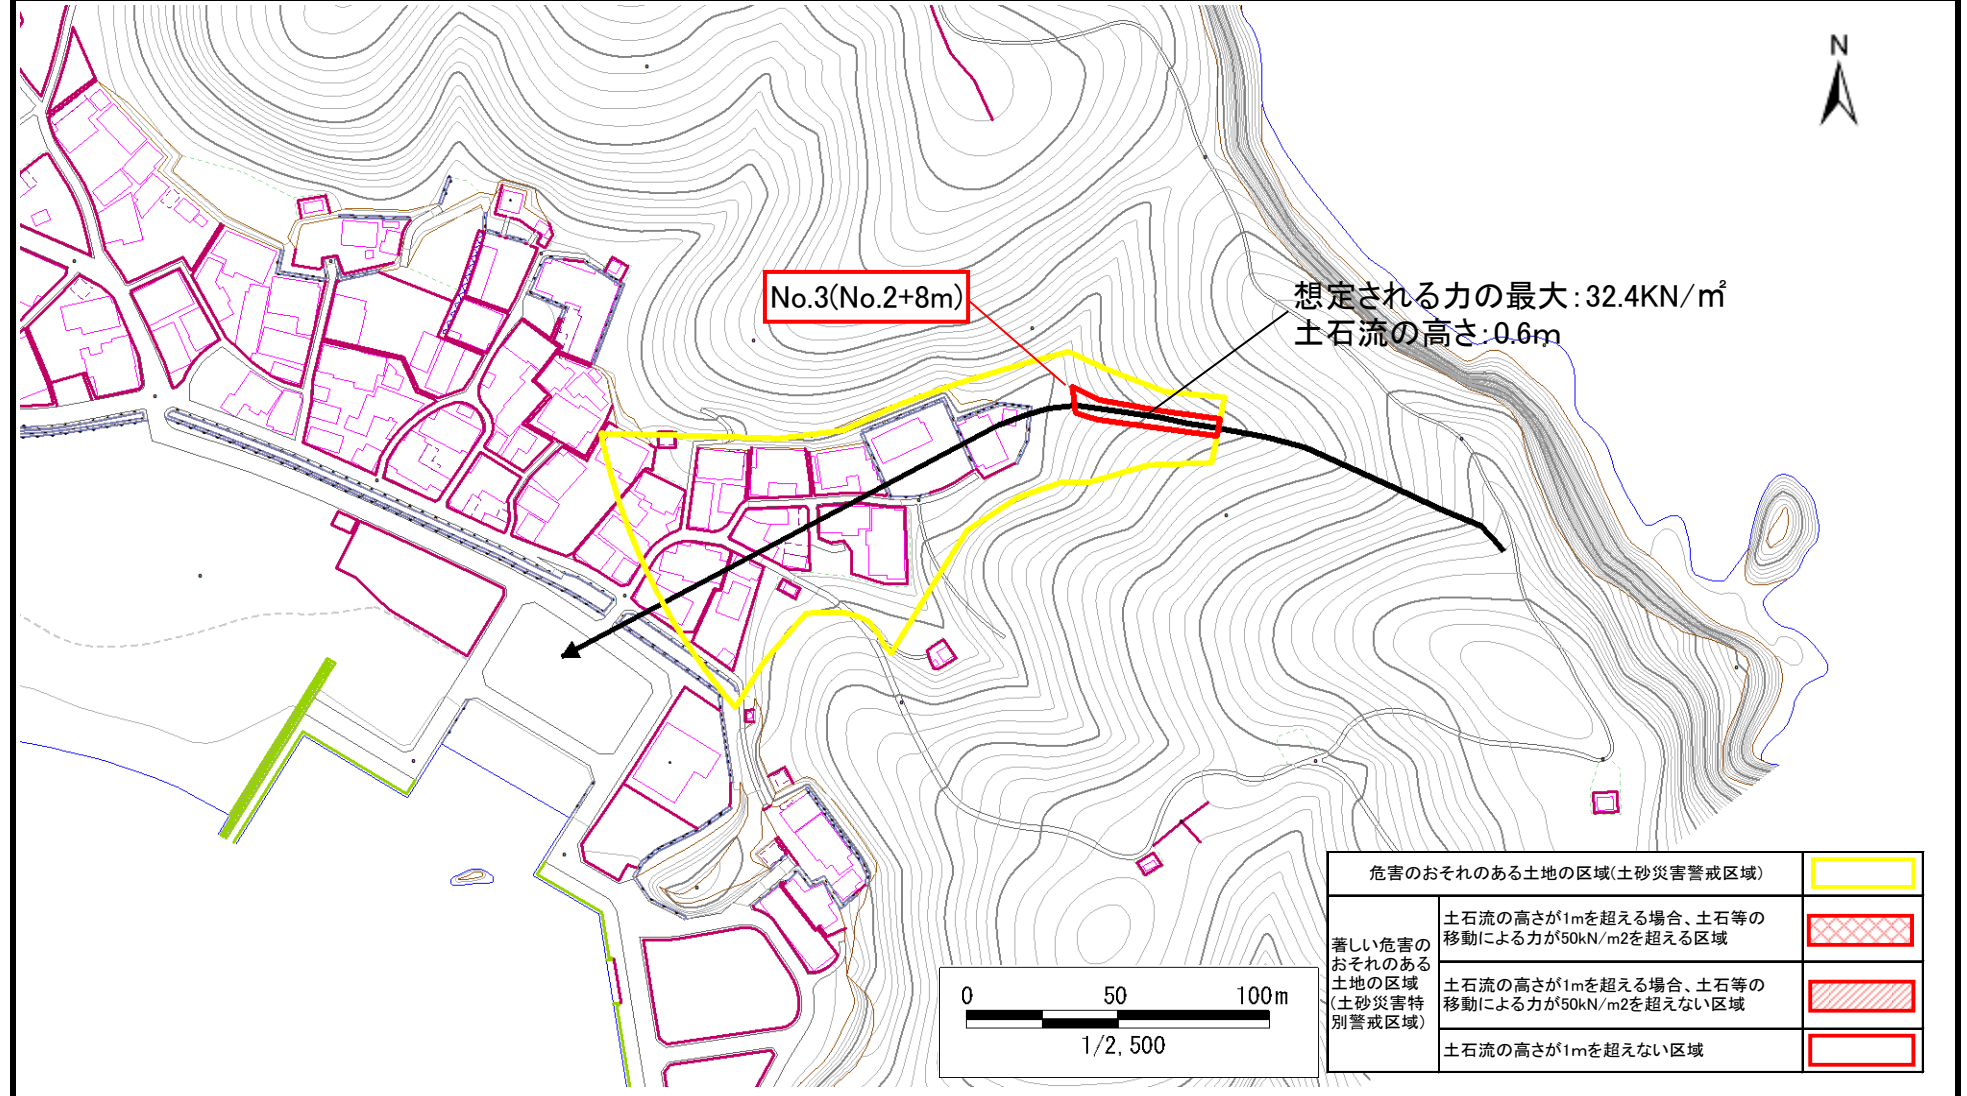 N
No.3(No.2+8m)
想定される力の最大:32.4KN/㎡
土石流の高さ:0.6m
危害のおそれのある土地の区域(土砂災害警戒区域)
著しい危害の
おそれのある
土地の区域
(土砂災害特
別警戒区域)
土石流の高さが1mを超える場合、土石等の
移動による力が50kN/m2を超える区域
土石流の高さが1mを超える場合、土石等の
移動による力が50kN/m2を超えない区域
土石流の高さが1mを超えない区域
0 50 100m
1/2,500